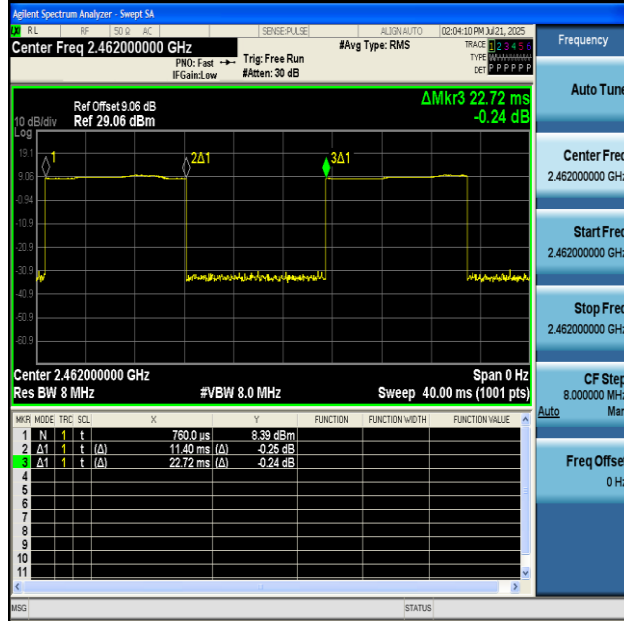 Agilent Spectrum Analyzer - Swept SA
RL RF 50 Ω AC SENSE:PULSE ALIGN AUTO 02:04:10 PM Jul 21, 2025
Center Freq 2.462000000 GHz #Avg Type: RMS TRACE 1 2 3 4 5 6
PNO: Fast Trig: Free Run TYPE
IFGain:Low #Atten: 30 dB DET P P P P P P
Frequency
ΔMkr3 22.72 ms
-0.24 dB
Ref Offset 9.06 dB
10 dB/div Ref 29.06 dBm
Log
19.1
9.06
-0.94
-10.9
-20.9
-30.9
-40.9
-50.9
-60.9
1 2Δ1 3Δ1
Center 2.462000000 GHz Span 0 Hz
Res BW 8 MHz #VBW 8.0 MHz Sweep 40.00 ms (1001 pts)
MKR MODE TRC SCL X Y FUNCTION FUNCTION WIDTH FUNCTION VALUE
1 N 1 t 760.0 µs 8.39 dBm
2 Δ1 1 t (Δ) 11.40 ms (Δ) -0.25 dB
3 Δ1 1 t (Δ) 22.72 ms (Δ) -0.24 dB
4
5
6
7
8
9
10
11
MSG STATUS
Auto Tune
Center Freq
2.462000000 GHz
Start Freq
2.462000000 GHz
Stop Freq
2.462000000 GHz
CF Step
8.000000 MHz
Auto Man
Freq Offset
0 Hz